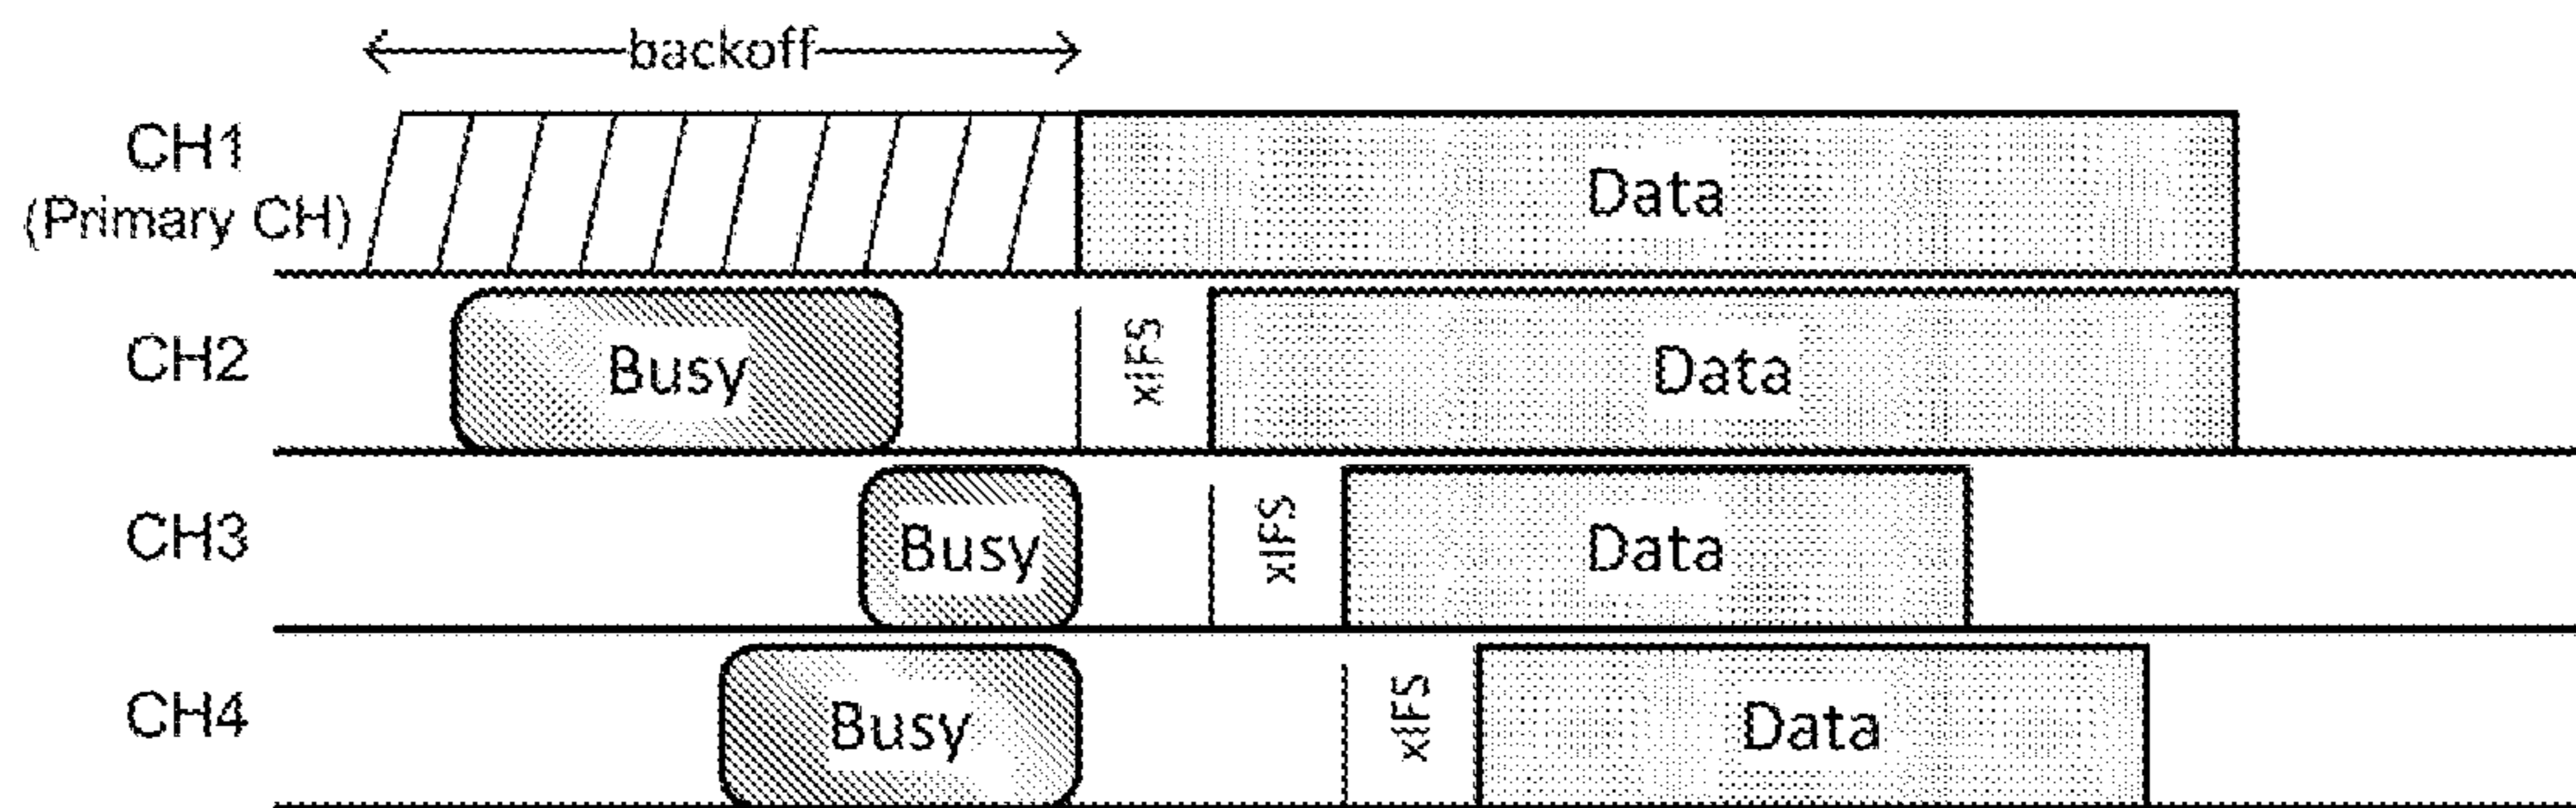 backoff
CH1
(Primary CH)
Data
CH2
Busy
xIFS
Data
CH3
Busy
xIFS
Data
CH4
Busy
xIFS
Data